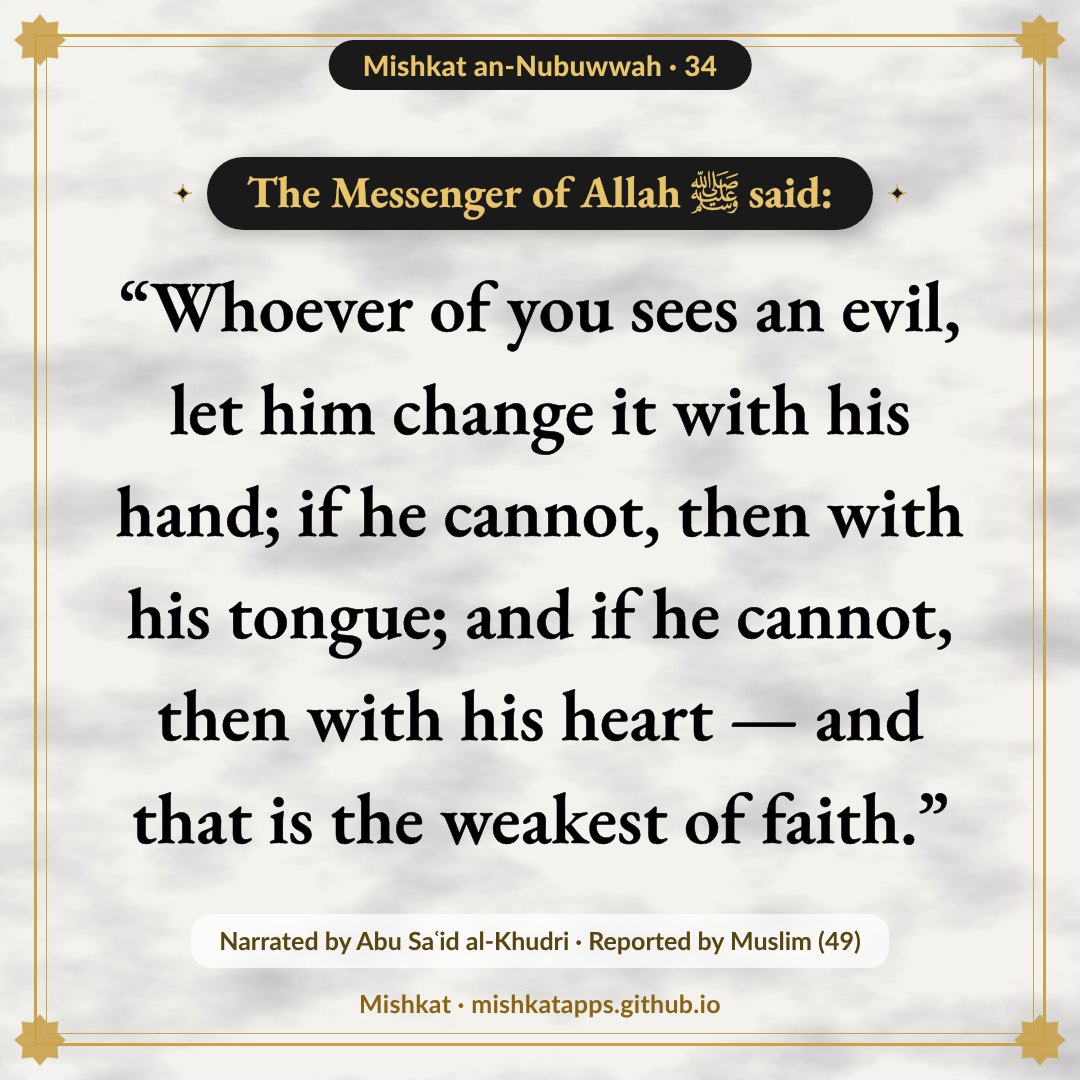 Mishkat an-Nubuwwah · 34
The Messenger of Allah ﷺ said:
“Whoever of you sees an evil,
let him change it with his
hand; if he cannot, then with
his tongue; and if he cannot,
then with his heart — and
that is the weakest of faith.”
Narrated by Abu Saʿid al-Khudri · Reported by Muslim (49)
Mishkat · mishkatapps.github.io